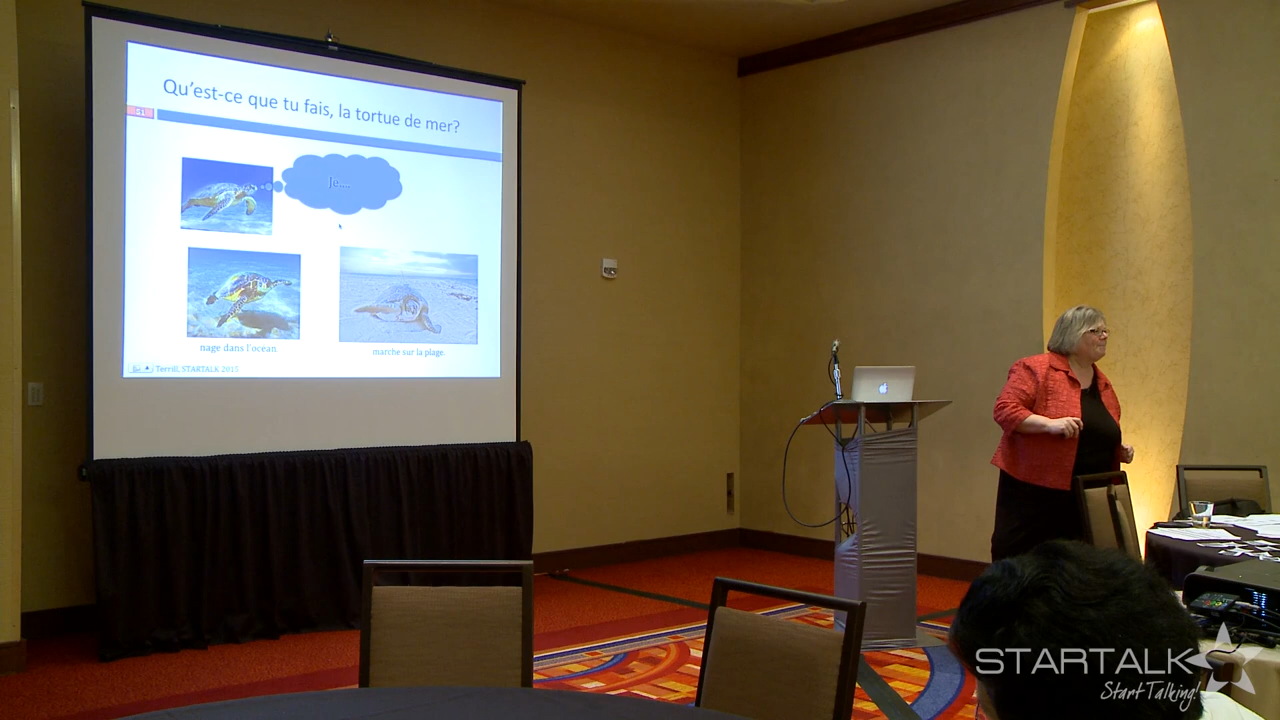 Qu'est-ce que tu fais, la tortue de mer?
51
Je...
nage dans l'ocean
marche sur la plage.
Terrill, STARTALK 2015
STARTALK
Start Talking!